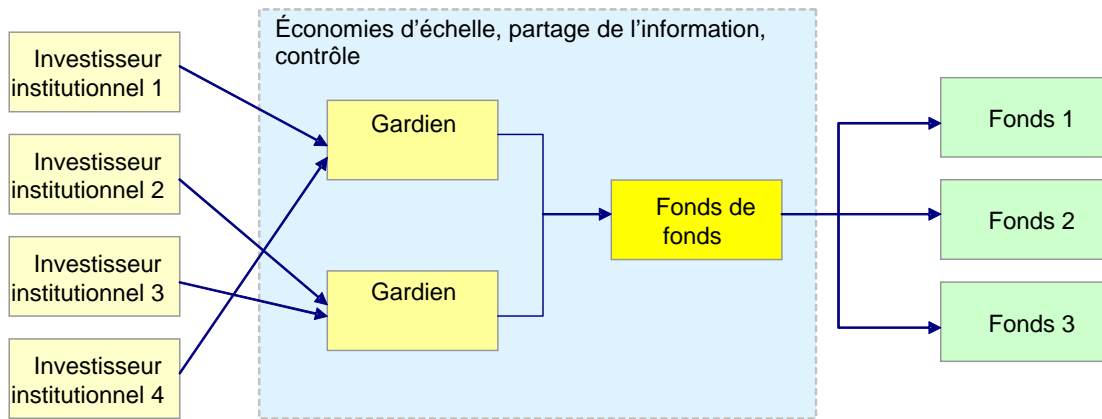 Économies d’échelle, partage de l’information,
contrôle
Investisseur
institutionnel 1
Investisseur
institutionnel 2
Investisseur
institutionnel 3
Investisseur
institutionnel 4
Gardien
Gardien
Fonds de
fonds
Fonds 1
Fonds 2
Fonds 3